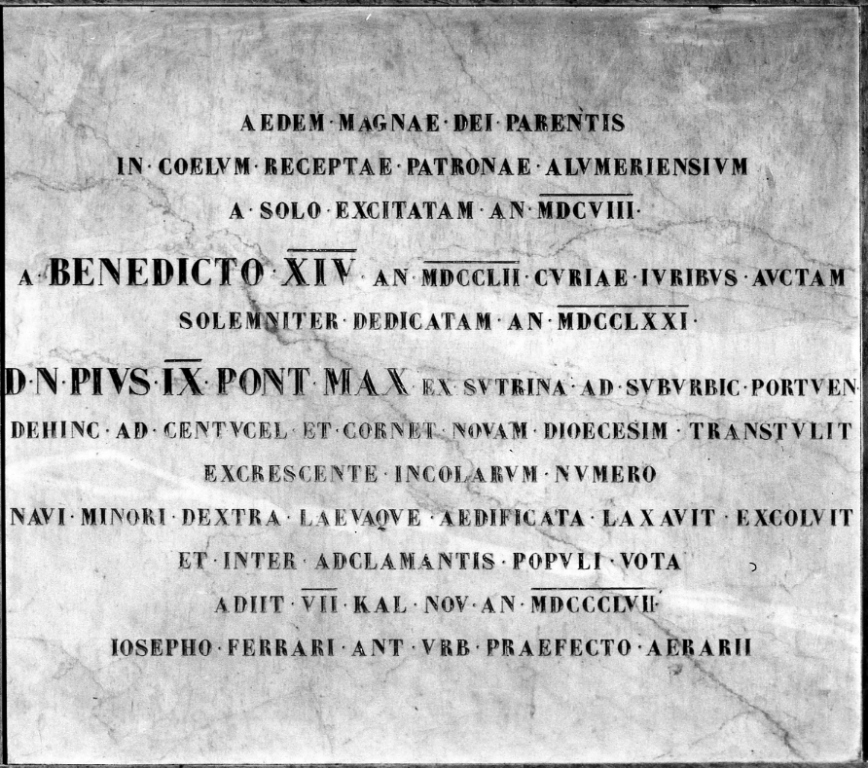 AEDEM·MAGNAE·DEI·PARENTIS
IN·COELVM·RECEPTAE·PATRONAE·ALVMERIENSIVM
A·SOLO·EXCITATAM·AN·MDCVIII·
A·BENEDICTO·XIV·AN·MDCCLII·CVRIAE·IVRIBVS·AVCTAM
SOLEMNITER·DEDICATAM·AN·MDCCLXXI·
D·N·PIVS·IX·PONT·MAX EX SVTRINA·AD·SVBVRBIC·PORTVEN
DEHINC·AD·CENTVCEL·ET·CORNET·NOVAM·DIOECESIM·TRANSTVLIT
EXCRESCENTE·INCOLARVM·NVMERO
NAVI·MINORI·DEXTRA·LAEVAQVE·AEDIFICATA·LAXAVIT·EXCOLVIT
ET·INTER·ADCLAMANTIS·POPVLI·VOTA
ADIIT·VII·KAL·NOV·AN·MDCCCLVII·
IOSEPHO·FERRARI·ANT·VRB·PRAEFECTO·AERARII